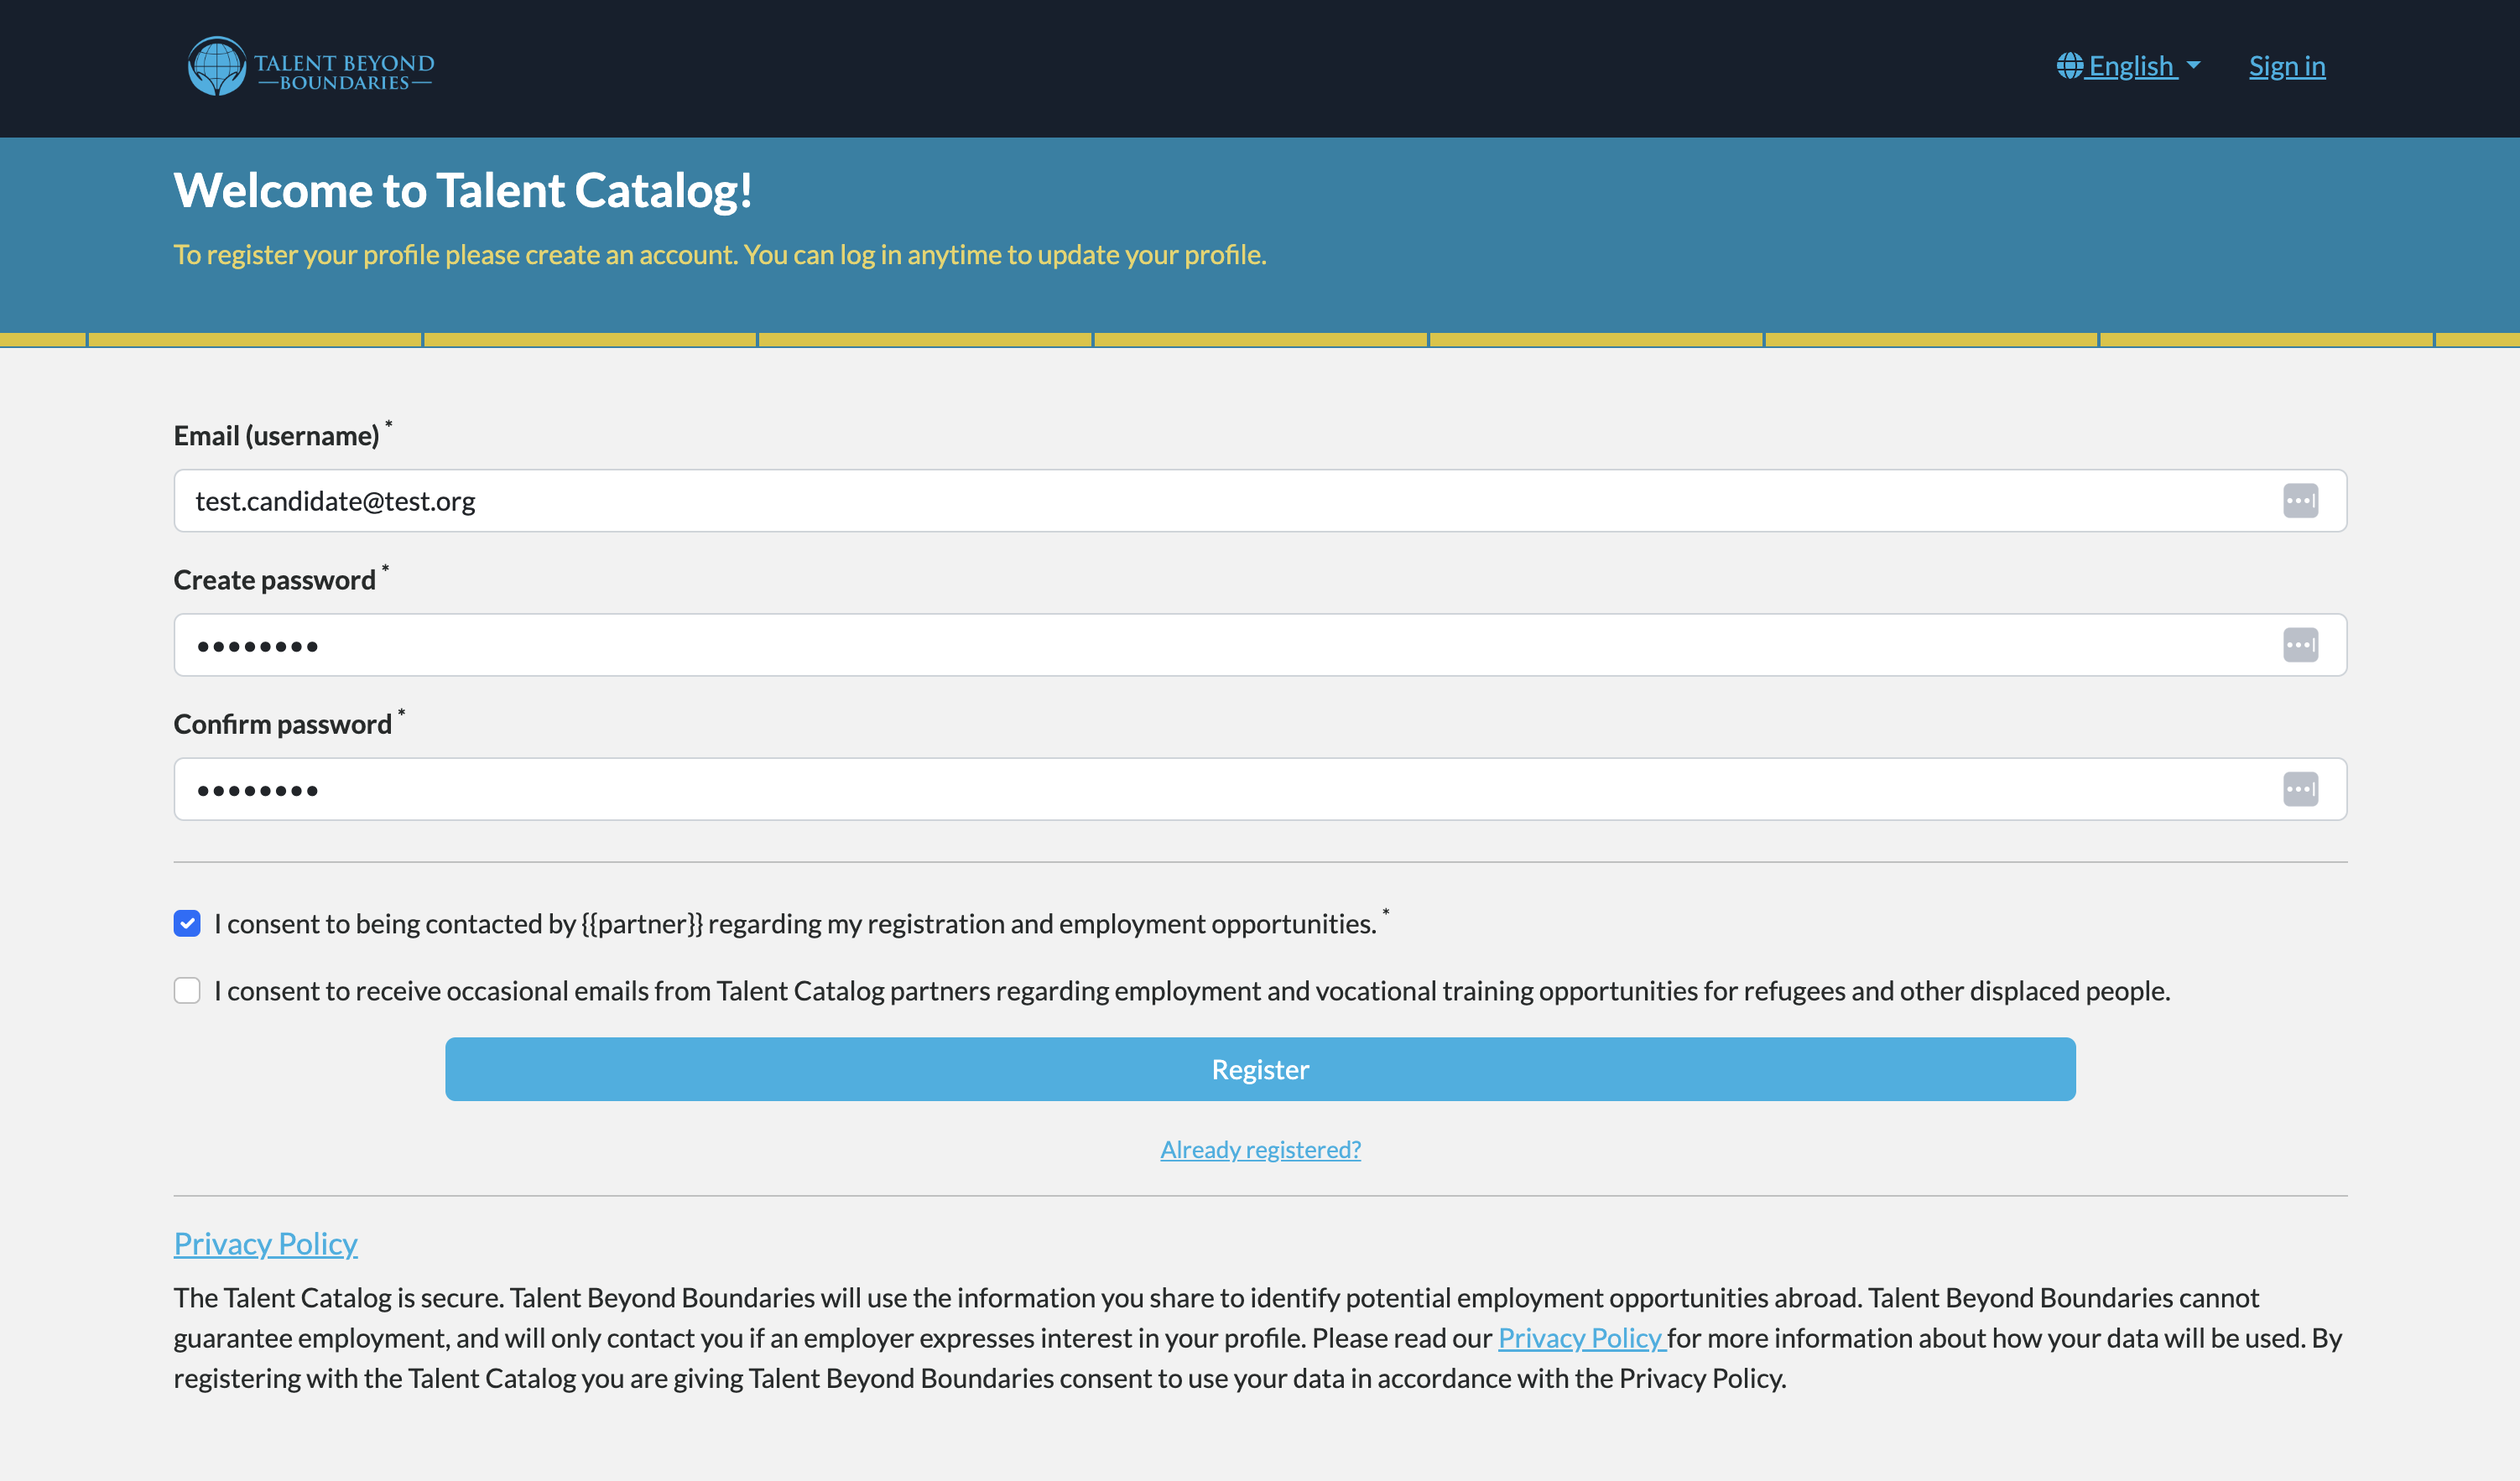 TALENT BEYOND
BOUNDARIES
English
Sign in
Welcome to Talent Catalog!
To register your profile please create an account. You can log in anytime to update your profile.
Email (username) *
test.candidate@test.org
Create password *
••••••••
Confirm password *
••••••••
I consent to being contacted by {{partner}} regarding my registration and employment opportunities. *
I consent to receive occasional emails from Talent Catalog partners regarding employment and vocational training opportunities for refugees and other displaced people.
Register
Already registered?
Privacy Policy
The Talent Catalog is secure. Talent Beyond Boundaries will use the information you share to identify potential employment opportunities abroad. Talent Beyond Boundaries cannot
guarantee employment, and will only contact you if an employer expresses interest in your profile. Please read our Privacy Policy for more information about how your data will be used. By
registering with the Talent Catalog you are giving Talent Beyond Boundaries consent to use your data in accordance with the Privacy Policy.